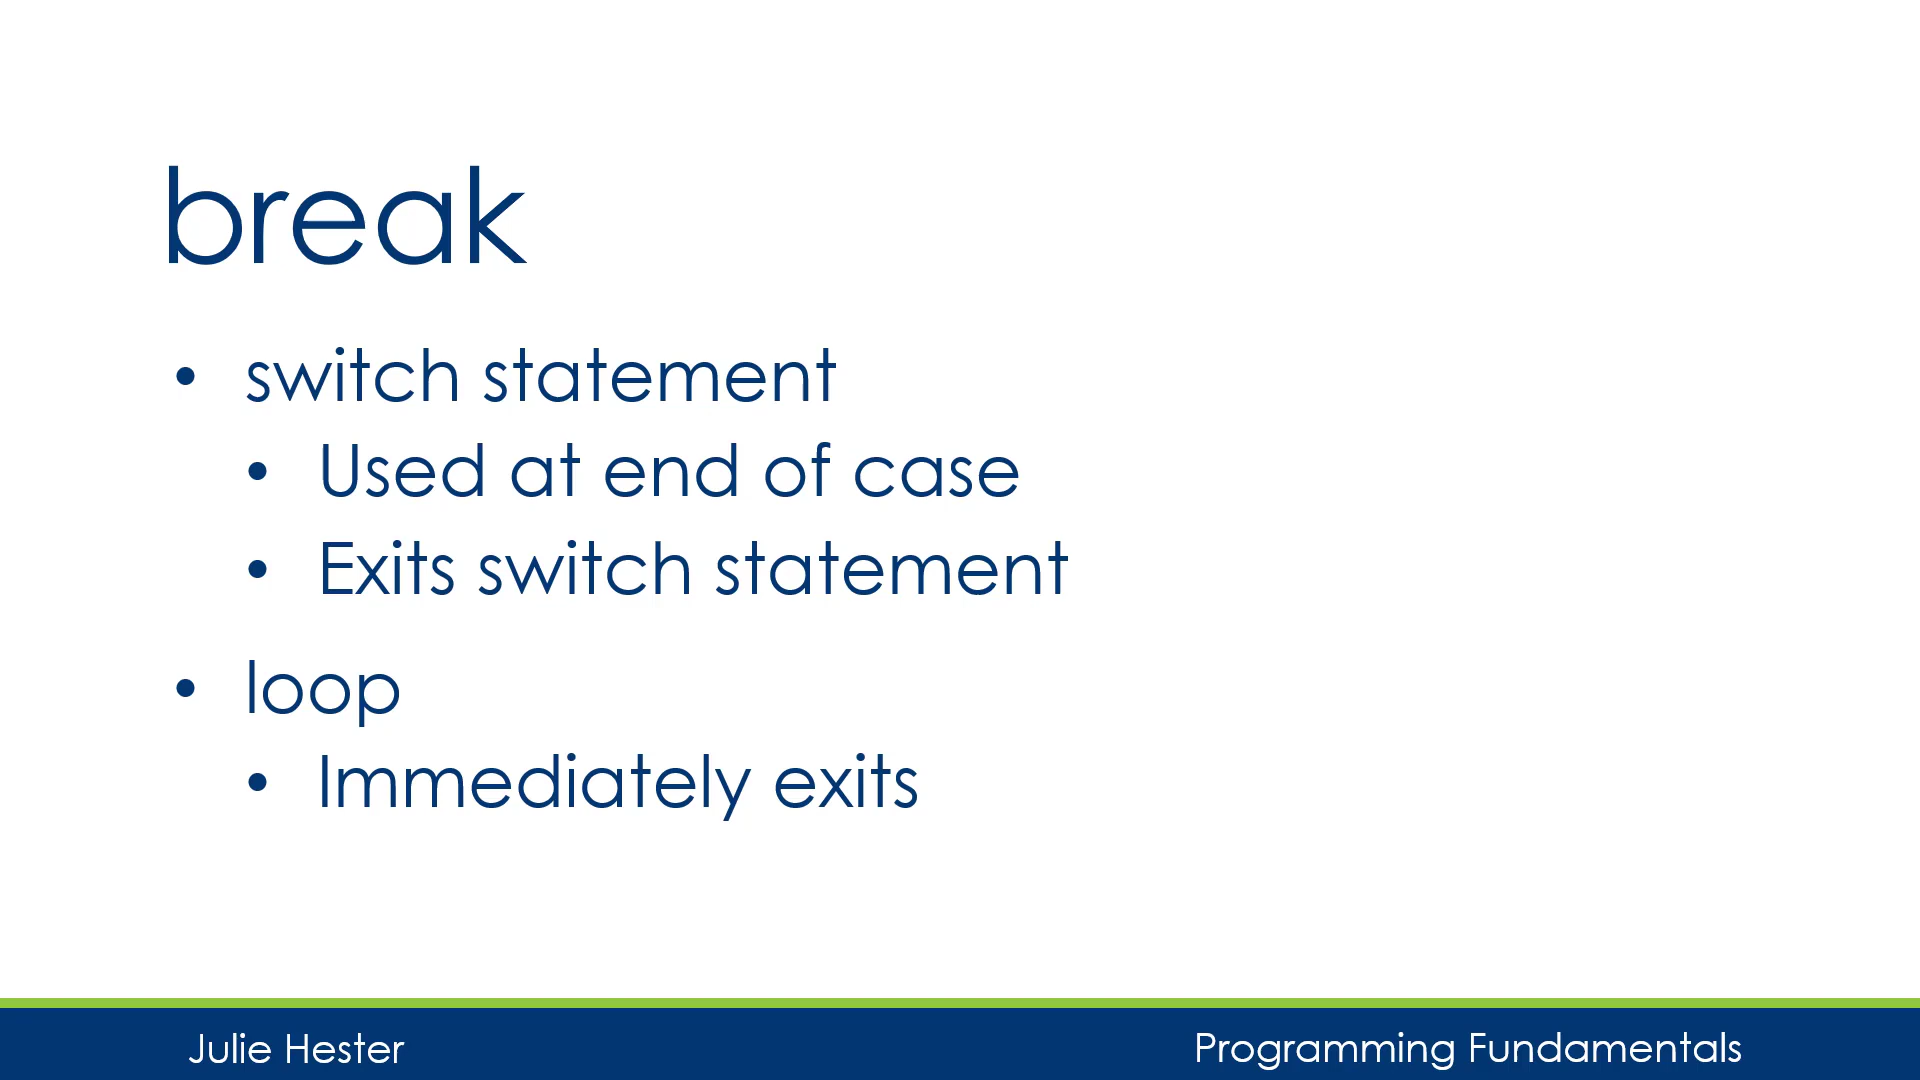 break
• switch statement
• Used at end of case
• Exits switch statement
• loop
• Immediately exits
Julie Hester
Programming Fundamentals